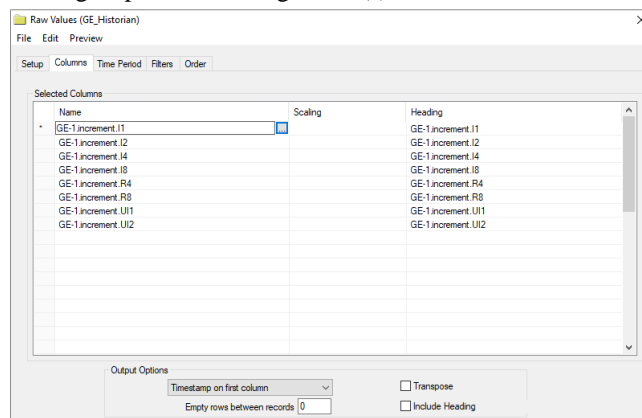 Raw Values (GE_Historian)
File Edit Preview
Setup Columns Time Period Filters Order
Selected Columns
Name Scaling Heading
* GE-1.increment.I1 ... GE-1.increment.I1
GE-1.increment.I2 GE-1.increment.I2
GE-1.increment.I4 GE-1.increment.I4
GE-1.increment.I8 GE-1.increment.I8
GE-1.increment.R4 GE-1.increment.R4
GE-1.increment.R8 GE-1.increment.R8
GE-1.increment.UI1 GE-1.increment.UI1
GE-1.increment.UI2 GE-1.increment.UI2
Output Options
Timestamp on first column Transpose
Empty rows between records 0 Include Heading